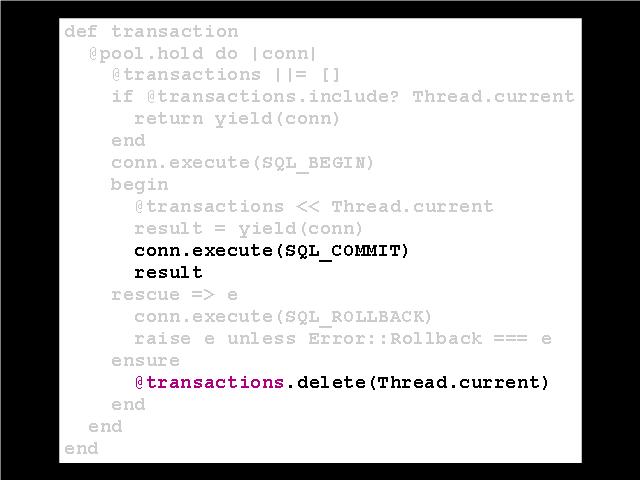 def transaction
  @pool.hold do |conn|
    @transactions ||= []
    if @transactions.include? Thread.current
      return yield(conn)
    end
    conn.execute(SQL_BEGIN)
    begin
      @transactions << Thread.current
      result = yield(conn)
      conn.execute(SQL_COMMIT)
      result
    rescue => e
      conn.execute(SQL_ROLLBACK)
      raise e unless Error::Rollback === e
    ensure
      @transactions.delete(Thread.current)
    end
  end
end